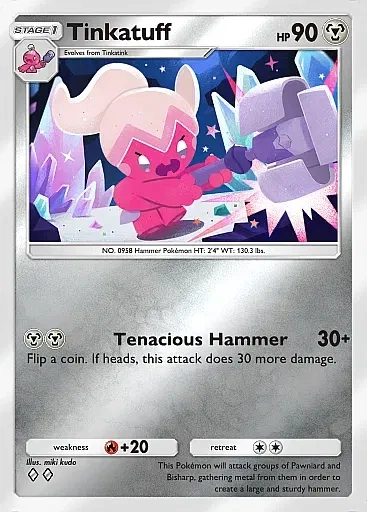 STAGE 1
Tinkatuff
HP 90
Evolves from Tinkatink
NO. 0958 Hammer Pokémon HT: 2'4" WT: 130.3 lbs.
Tenacious Hammer 30+
Flip a coin. If heads, this attack does 30 more damage.
weakness +20 retreat
Illus. miki kudo
This Pokémon will attack groups of Pawniard and
Bisharp, gathering metal from them in order to
create a large and sturdy hammer.